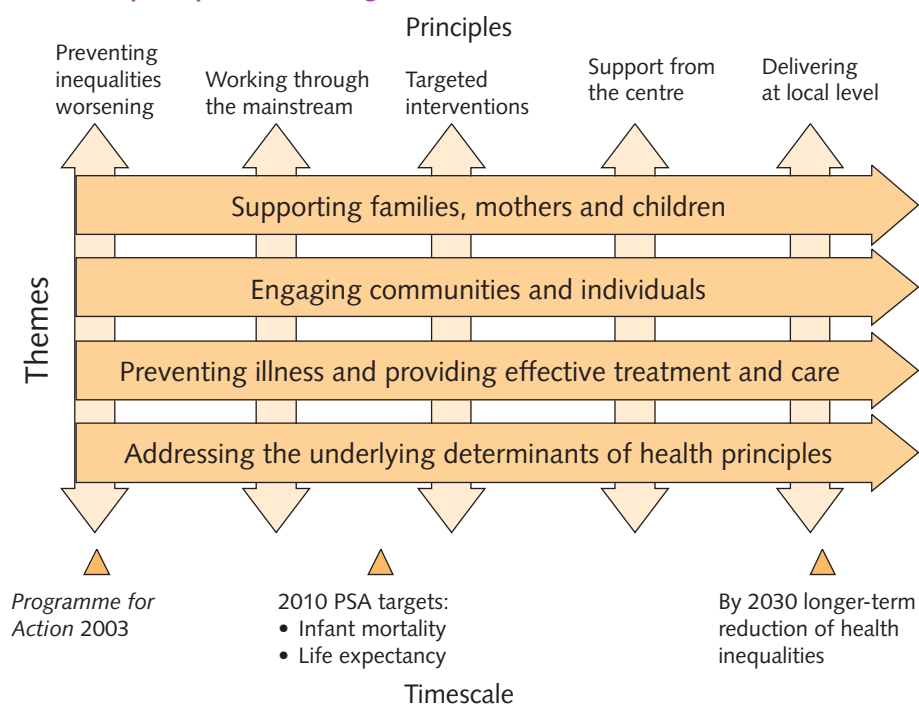 Principles
Preventing
inequalities
worsening
Working through
the mainstream
Targeted
interventions
Support from
the centre
Delivering
at local level
Themes
Supporting families, mothers and children
Engaging communities and individuals
Preventing illness and providing effective treatment and care
Addressing the underlying determinants of health principles
Programme for
Action 2003
2010 PSA targets:
• Infant mortality
• Life expectancy
By 2030 longer-term
reduction of health
inequalities
Timescale